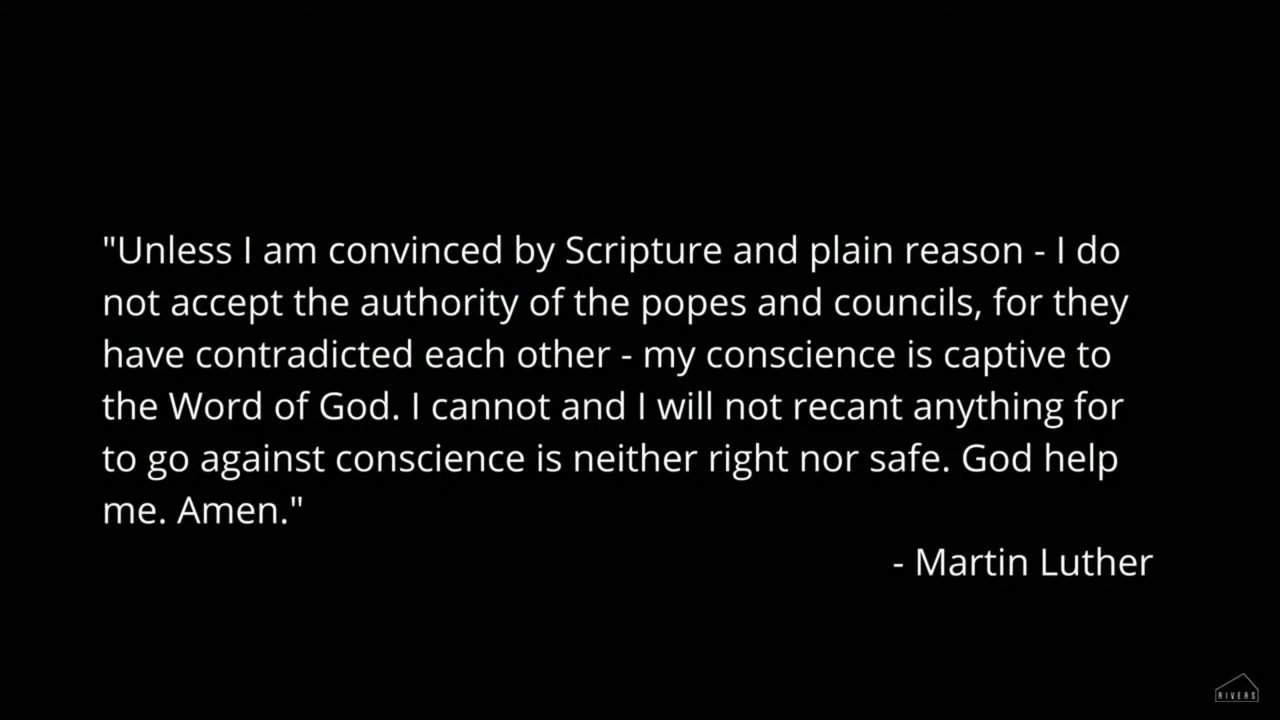 "Unless I am convinced by Scripture and plain reason - I do
not accept the authority of the popes and councils, for they
have contradicted each other - my conscience is captive to
the Word of God. I cannot and I will not recant anything for
to go against conscience is neither right nor safe. God help
me. Amen."
- Martin Luther
RIVERS